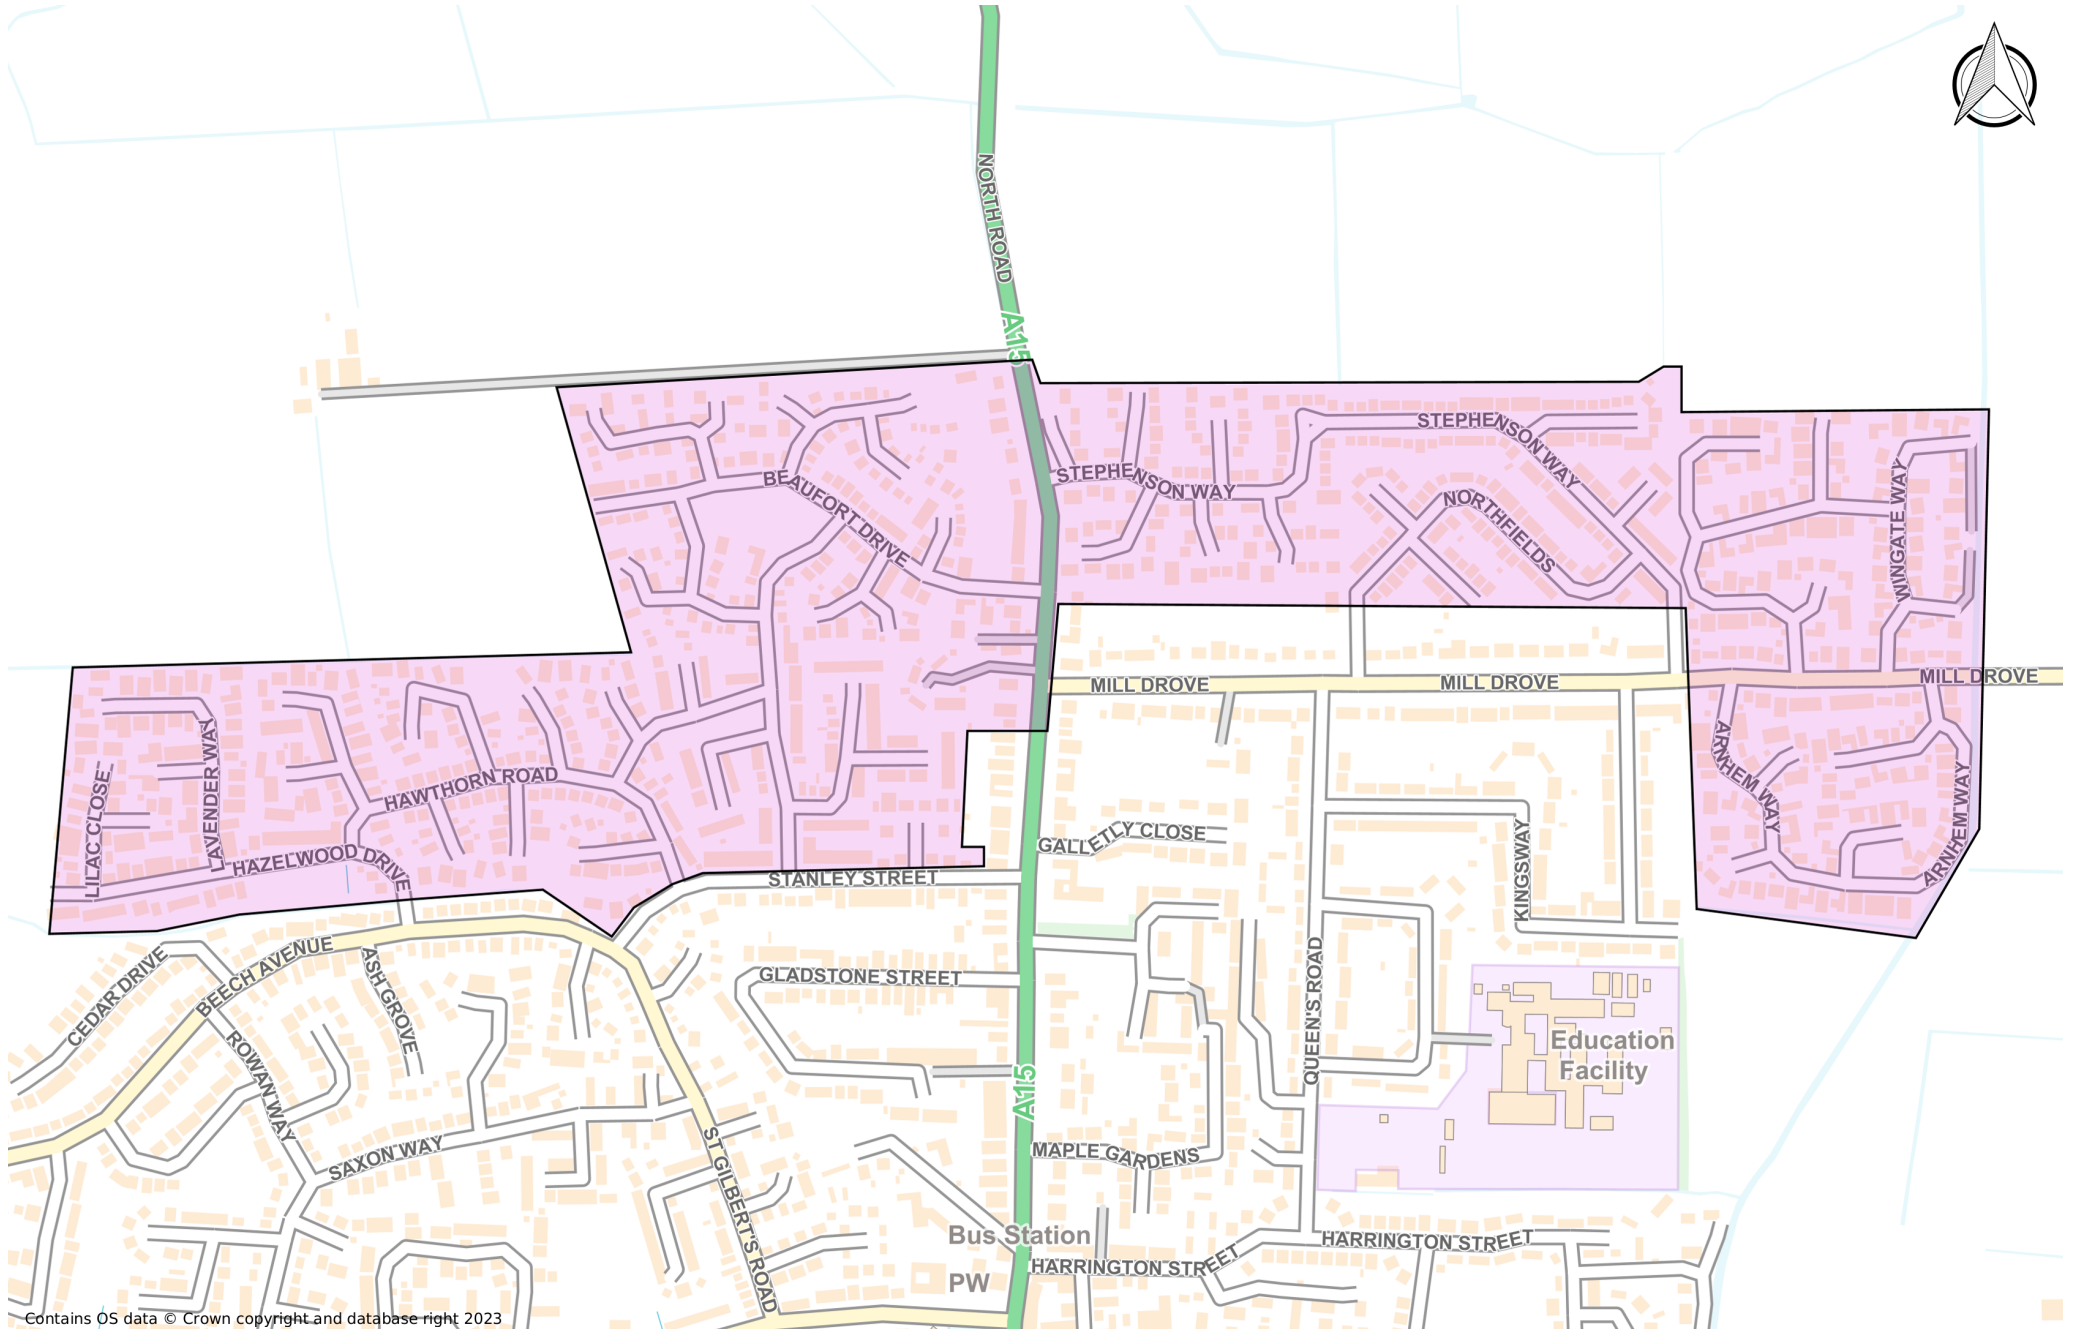 NORTH ROAD
A15
STEPHENSON WAY
STEPHENSON WAY
BEAUFORT DRIVE
NORTHFIELDS
WINGATE WAY
MILL DROVE
MILL DROVE
MILL DROVE
LAVENDER WAY
HAWTHORN ROAD
LILAC CLOSE
ARNHEM WAY
ARNHEM WAY
HAZELWOOD DRIVE
GALLETLY CLOSE
KINGSWAY
STANLEY STREET
BEECH AVENUE
CEDAR DRIVE
ASH GROVE
GLADSTONE STREET
QUEEN'S ROAD
Education
Facility
ROWAN WAY
A15
SAXON WAY
ST GILBERT'S ROAD
MAPLE GARDENS
Bus Station
HARRINGTON STREET
HARRINGTON STREET
PW
Contains OS data © Crown copyright and database right 2023